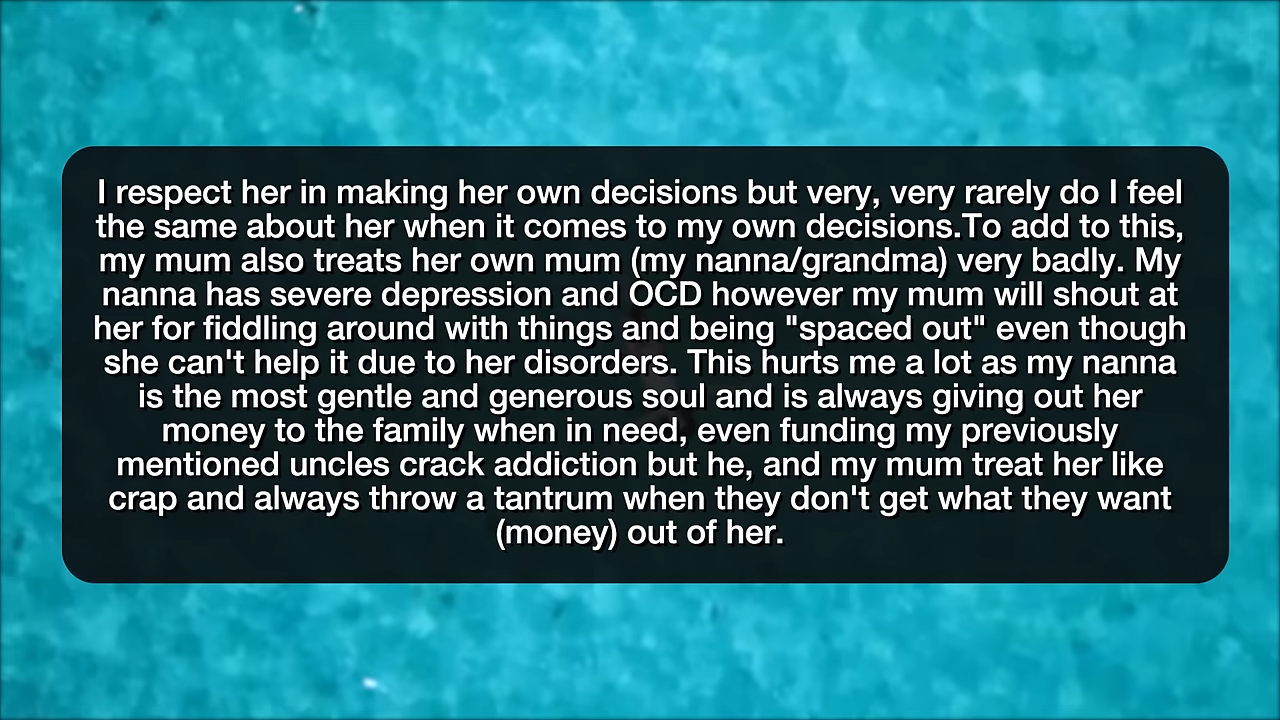 I respect her in making her own decisions but very, very rarely do I feel
the same about her when it comes to my own decisions.To add to this,
my mum also treats her own mum (my nanna/grandma) very badly. My
nanna has severe depression and OCD however my mum will shout at
her for fiddling around with things and being "spaced out" even though
she can't help it due to her disorders. This hurts me a lot as my nanna
is the most gentle and generous soul and is always giving out her
money to the family when in need, even funding my previously
mentioned uncles crack addiction but he, and my mum treat her like
crap and always throw a tantrum when they don't get what they want
(money) out of her.